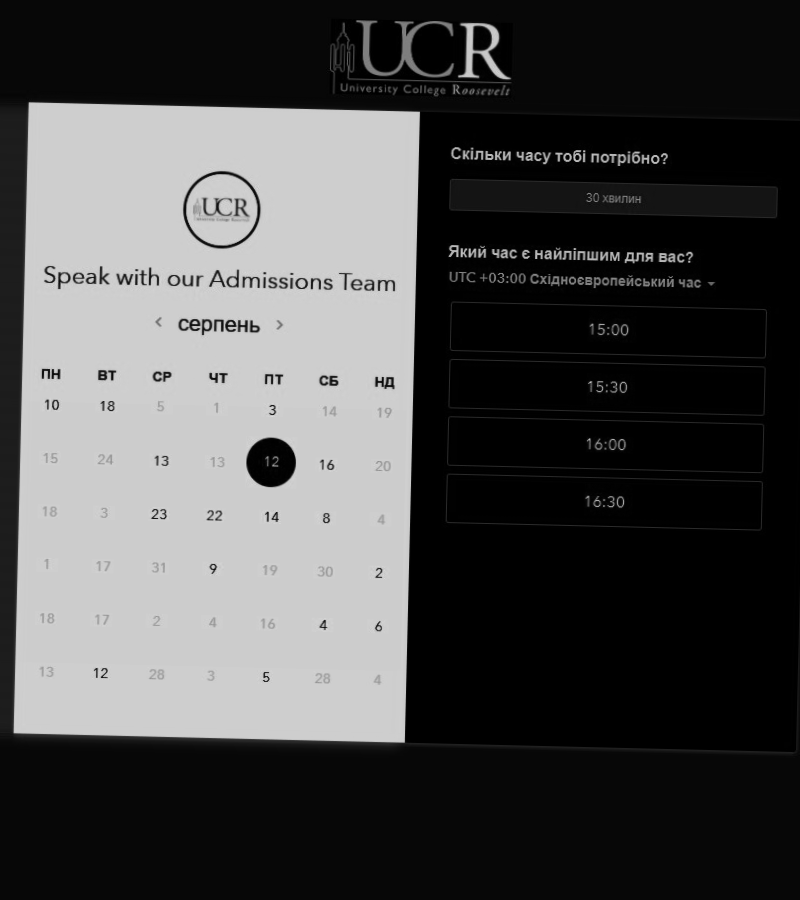 UCR
University College Roosevelt
UCR
University College Roosevelt
Speak with our Admissions Team
серпень
ПН ВТ СР ЧТ ПТ СБ НД
10 18 5 1 3 14 19
15 24 13 13 12 16 20
18 3 23 22 14 8 4
1 17 31 9 19 30 2
18 17 2 4 16 4 6
13 12 28 3 5 28 4
Скільки часу тобі потрібно?
30 хвилин
Який час є найліпшим для вас?
UTC +03:00 Східноєвропейський час
15:00
15:30
16:00
16:30